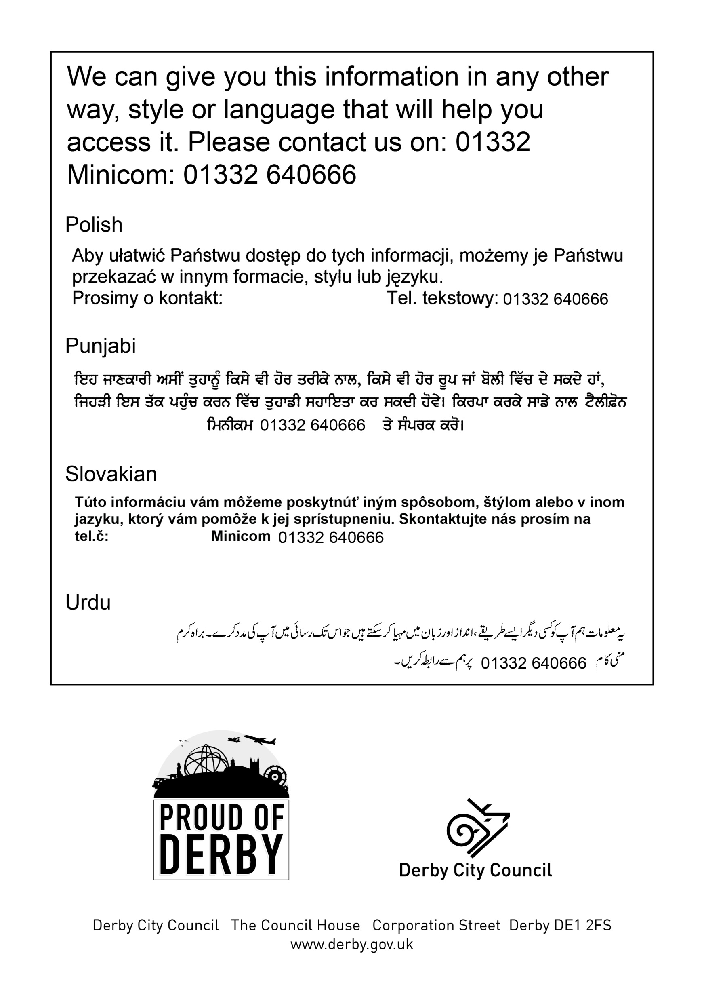 We can give you this information in any other
way, style or language that will help you
access it. Please contact us on: 01332
Minicom: 01332 640666
Polish
Aby ułatwić Państwu dostęp do tych informacji, możemy je Państwu
przekazać w innym formacie, stylu lub języku.
Prosimy o kontakt: Tel. tekstowy: 01332 640666
Punjabi
ਇਹ ਜਾਣਕਾਰੀ ਅਸੀਂ ਤੁਹਾਨੂੰ ਕਿਸੇ ਵੀ ਹੋਰ ਤਰੀਕੇ ਨਾਲ, ਕਿਸੇ ਵੀ ਹੋਰ ਰੂਪ ਜਾਂ ਬੋਲੀ ਵਿੱਚ ਦੇ ਸਕਦੇ ਹਾਂ,
ਜਿਹੜੀ ਇਸ ਤੱਕ ਪਹੁੰਚ ਕਰਨ ਵਿੱਚ ਤੁਹਾਡੀ ਸਹਾਇਤਾ ਕਰ ਸਕਦੀ ਹੋਵੇ। ਕਿਰਪਾ ਕਰਕੇ ਸਾਡੇ ਨਾਲ ਟੈਲੀਫ਼ੋਨ
ਮਿਨੀਕਮ 01332 640666 ਤੇ ਸੰਪਰਕ ਕਰੋ।
Slovakian
Túto informáciu vám môžeme poskytnúť iným spôsobom, štýlom alebo v inom
jazyku, ktorý vám pomôže k jej sprístupneniu. Skontaktujte nás prosím na
tel.č: Minicom 01332 640666
Urdu
یہ معلومات ہم آپ کو کسی دیگر ایسے طریقے، انداز اور زبان میں مہیا کر سکتے ہیں جو اس تک رسائی میں آپ کی مدد کرے۔ براہ کرم
منی کام 01332 640666 پر ہم سے رابطہ کریں۔
PROUD OF
DERBY
Derby City Council
Derby City Council The Council House Corporation Street Derby DE1 2FS
www.derby.gov.uk